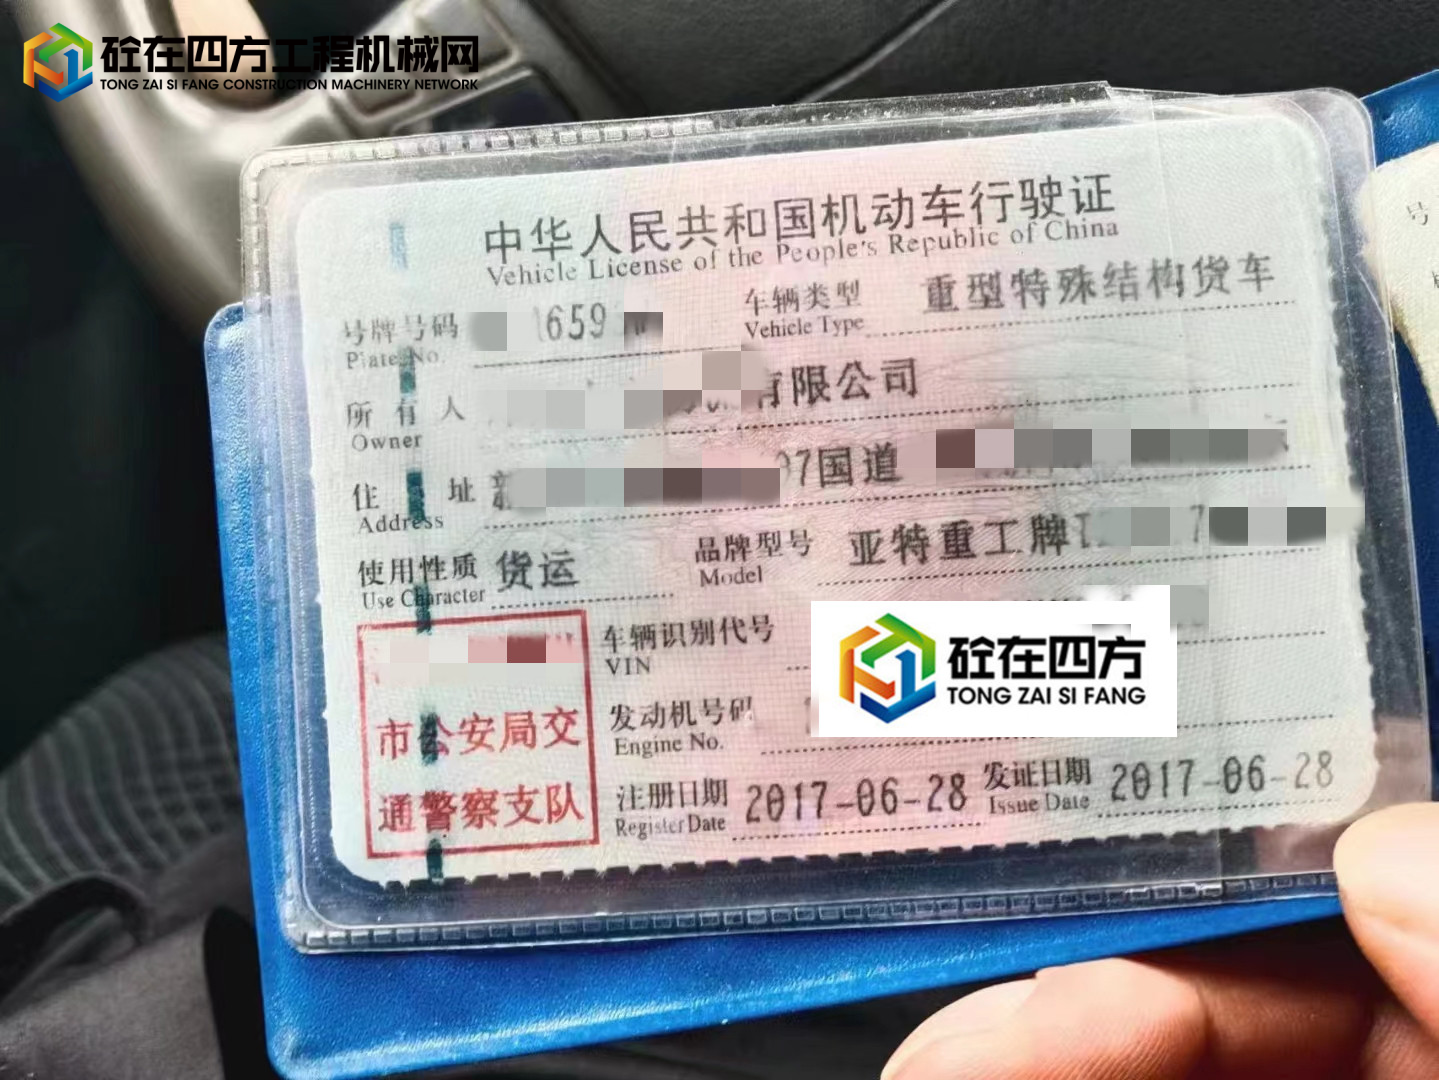 砼在四方工程机械网
TONG ZAI SI FANG CONSTRUCTION MACHINERY NETWORK
中华人民共和国机动车行驶证
Vehicle License of the People's Republic of China
号牌号码 659 车辆类型 重型特殊结构货车
Plate No. Vehicle Type
所有人 有限公司
Owner
住址 07国道
Address
使用性质 货运 品牌型号 亚特重工牌
Use Character Model
车辆识别代号
VIN
砼在四方
TONG ZAI SI FANG
市公安局交
通警察支队
发动机号码
Engine No.
注册日期 2017-06-28 发证日期 2017-06-28
Register Date Issue Date
号